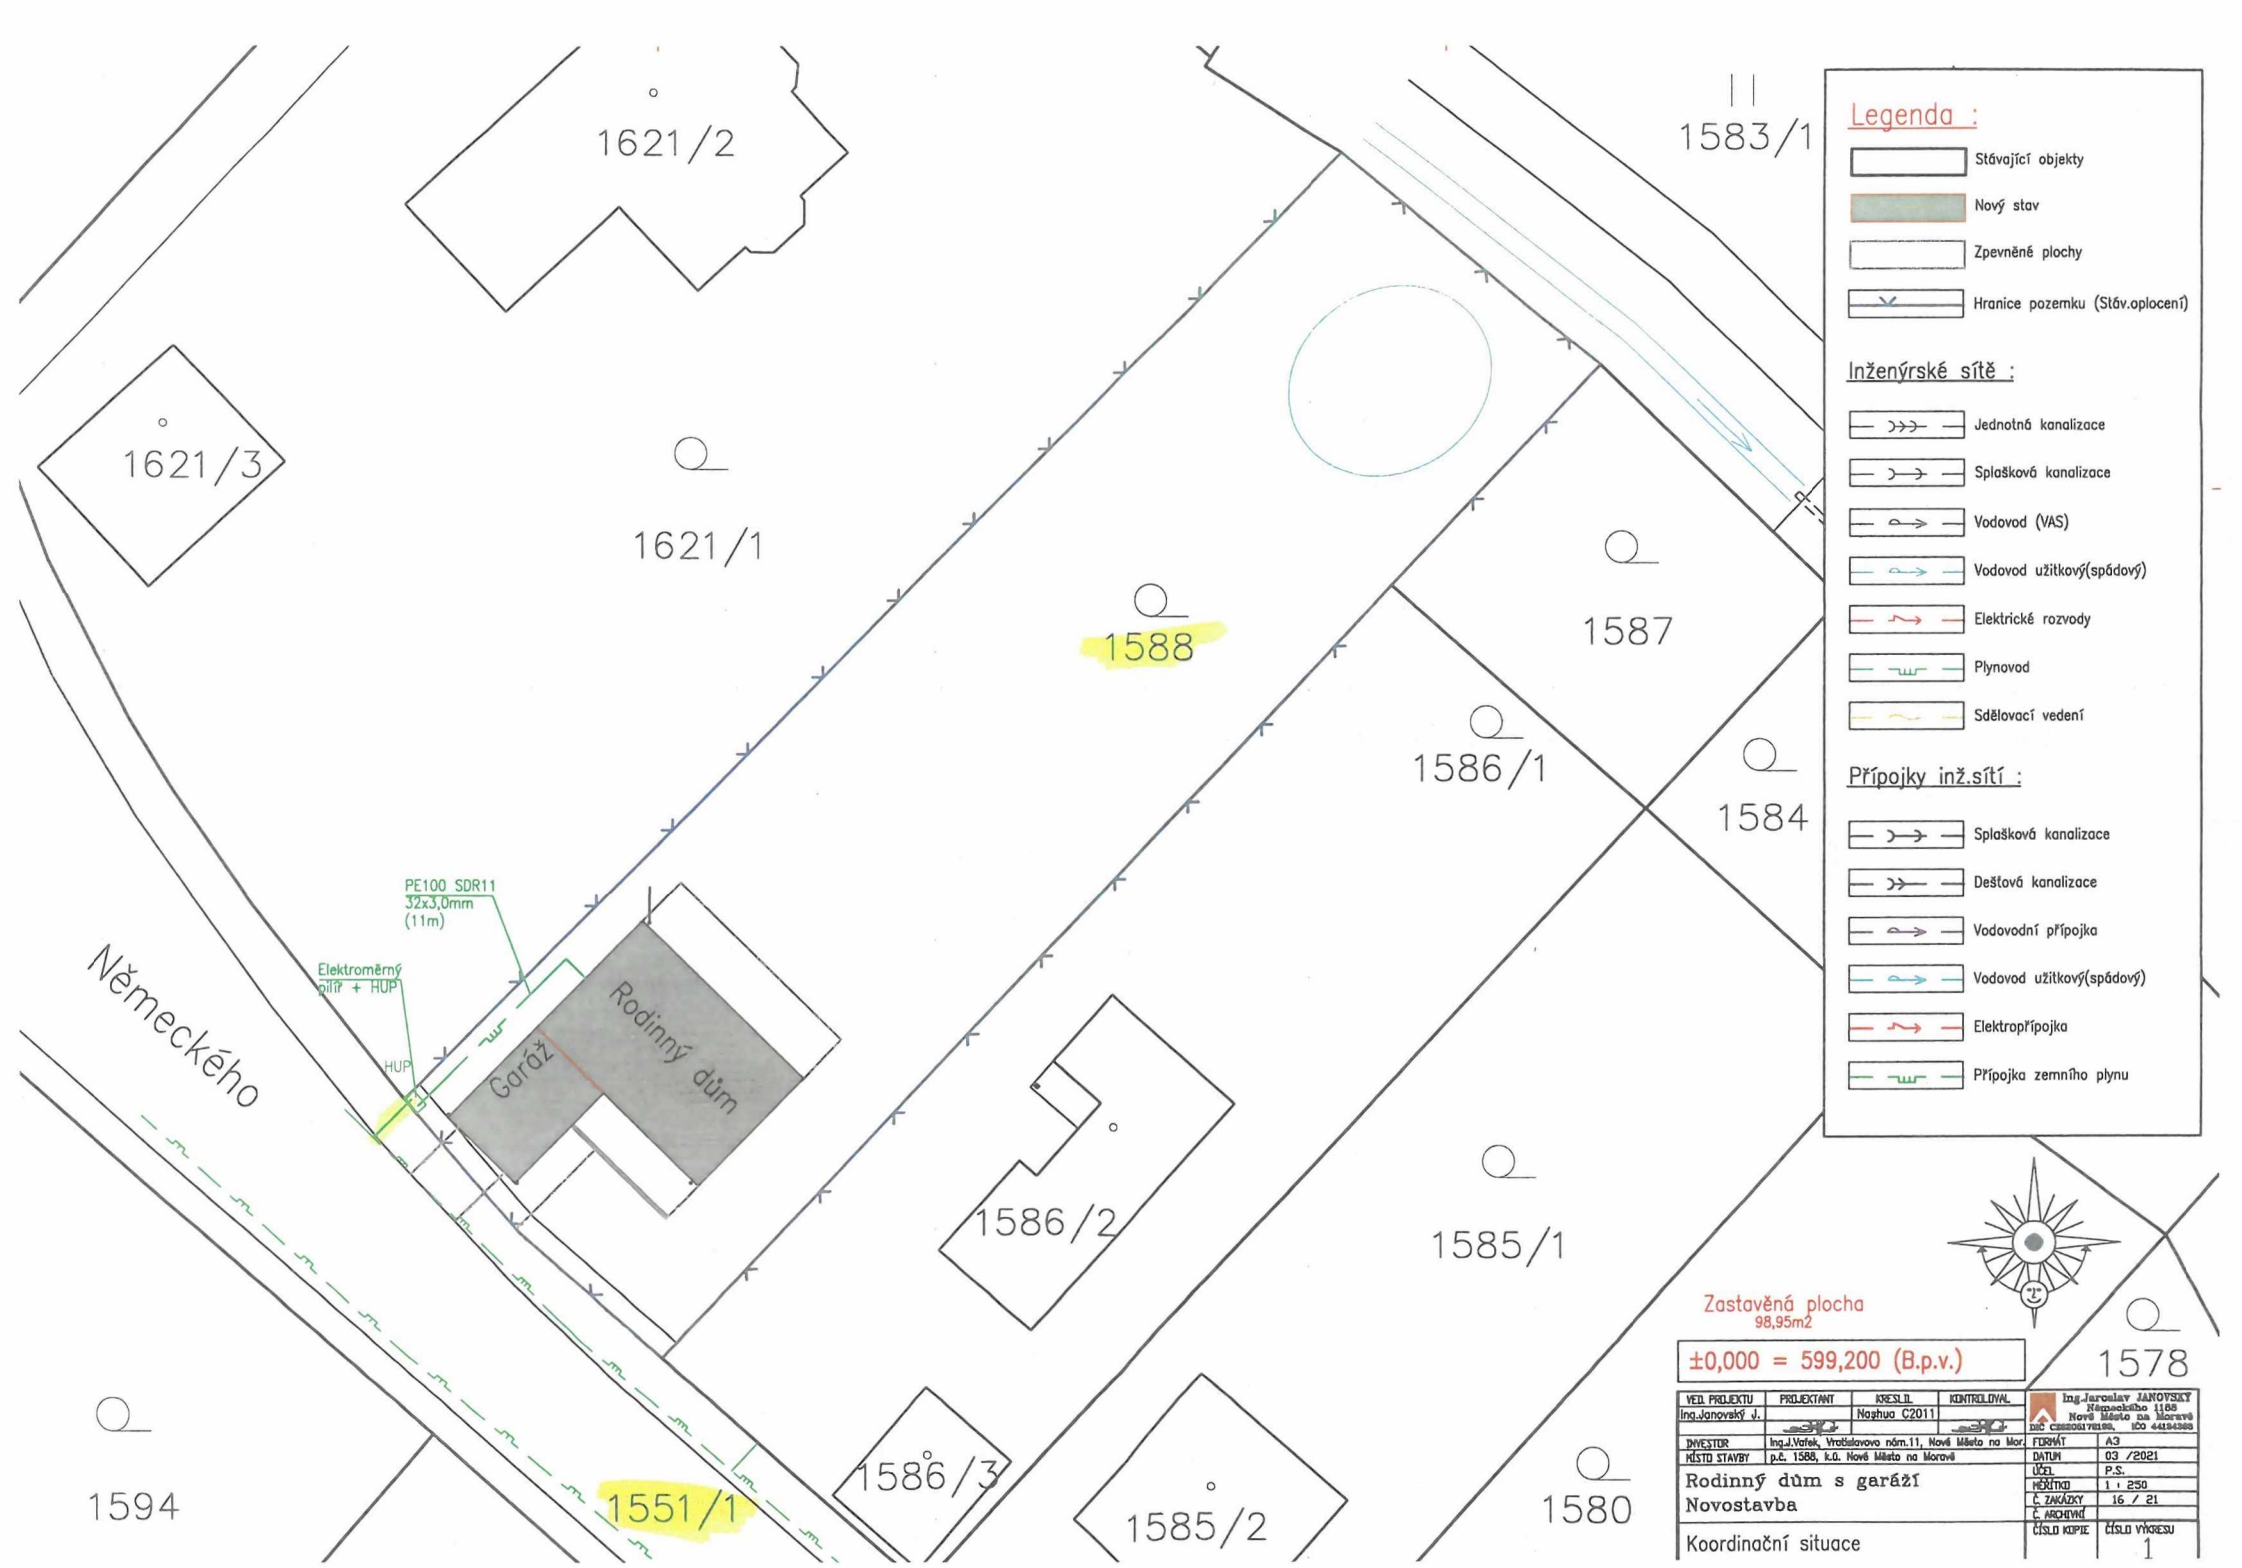 1621/2
1583/1
1621/3
1621/1
1588
1587
1586/1
1584
PE100 SDR11
32x3,0mm
(11m)
Elektroměrný
pilíř + HUP
HUP
Německého
Garáž
Rodinný dům
1586/2
1585/1
1594
1551/1
1586/3
1585/2
1580
1578
Legenda :
Stávající objekty
Nový stav
Zpevněné plochy
Hranice pozemku (Stáv.oplocení)
Inženýrské sítě :
Jednotná kanalizace
Splašková kanalizace
Vodovod (VAS)
Vodovod užitkový(spádový)
Elektrické rozvody
Plynovod
Sdělovací vedení
Přípojky inž.sítí :
Splašková kanalizace
Dešťová kanalizace
Vodovodní přípojka
Vodovod užitkový(spádový)
Elektropřípojka
Přípojka zemního plynu
Zastavěná plocha
98,95m2
±0,000 = 599,200 (B.p.v.)
VED. PROJEKTU PROJEKTANT KRESLIL KONTROLOVAL
Ing.Janovský J. Nashua C2011
Ing.Jaroslav JANOVSKÝ
Německého 1188
Nové Město na Moravě
INVESTOR Ing.J.Vařek, Vratislavovo nám.11, Nové Město na Mor.
MÍSTO STAVBY p.č. 1588, k.ú. Nové Město na Moravě
Rodinný dům s garáží
Novostavba
Koordinační situace
FORMÁT A3
DATUM 03 /2021
ÚČEL P.S.
MĚŘÍTKO 1 : 250
Č. ZAKÁZKY 16 / 21
Č. ARCHIVNÍ
ČÍSLO KOPIE ČÍSLO VÝKRESU
1